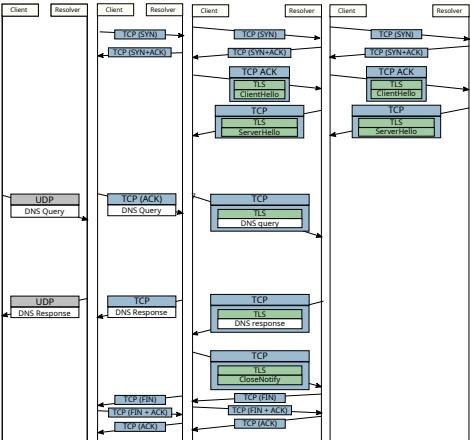 Client
Resolver
Client
Resolver
Client
Resolver
Client
Resolver
TCP (SYN)
TCP (SYN)
TCP (SYN)
TCP (SYN+ACK)
TCP (SYN+ACK)
TCP (SYN+ACK)
TCP ACK
TLS
ClientHello
TCP ACK
TLS
ClientHello
TCP
TLS
ServerHello
TCP
TLS
ServerHello
UDP
DNS Query
TCP (ACK)
DNS Query
TCP
TLS
DNS query
UDP
DNS Response
TCP
DNS Response
TCP
TLS
DNS response
TCP
TLS
CloseNotify
TCP (FIN)
TCP (FIN)
TCP (FIN + ACK)
TCP (FIN + ACK)
TCP (ACK)
TCP (ACK)